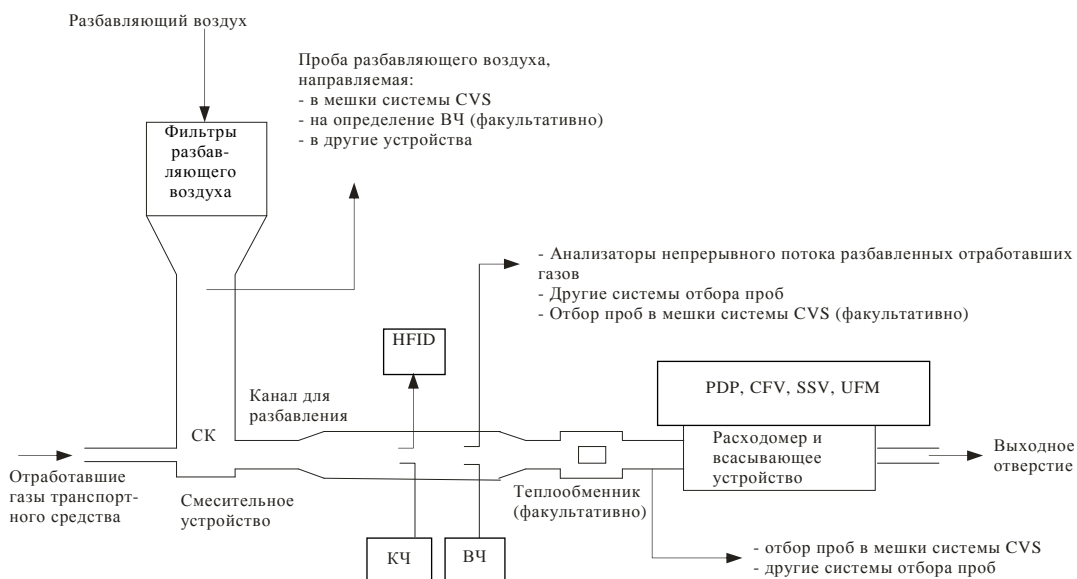 Разбавляющий воздух
Проба разбавляющего воздуха,
направляемая:
- в мешки системы CVS
- на определение ВЧ (факультативно)
- в другие устройства
Фильтры
разбав-
ляющего
воздуха
- Анализаторы непрерывного потока разбавленных отработавших
газов
- Другие системы отбора проб
- Отбор проб в мешки системы CVS (факультативно)
HFID
PDP, CFV, SSV, UFM
Канал для
разбавления
СК
Расходомер и
всасывающее
устройство
Выходное
отверстие
Отработавшие
газы транспорт-
ного средства
Смесительное
устройство
Теплообменник
(факультативно)
КЧ
ВЧ
- отбор проб в мешки системы CVS
- другие системы отбора проб